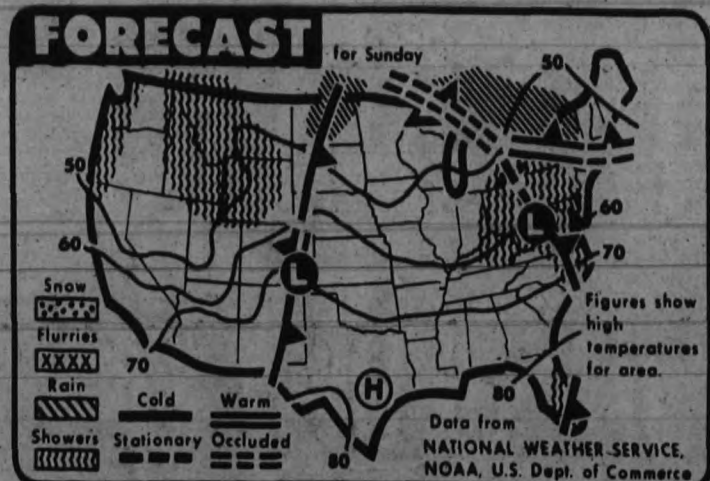 FORECAST
for Sunday
50
50
60
60
70
70
80
80
L
L
H
Snow
Flurries
Rain
Showers
Cold
Warm
Stationary
Occluded
Figures show
high
temperatures
for area.
Data from
NATIONAL WEATHER SERVICE,
NOAA, U.S. Dept. of Commerce